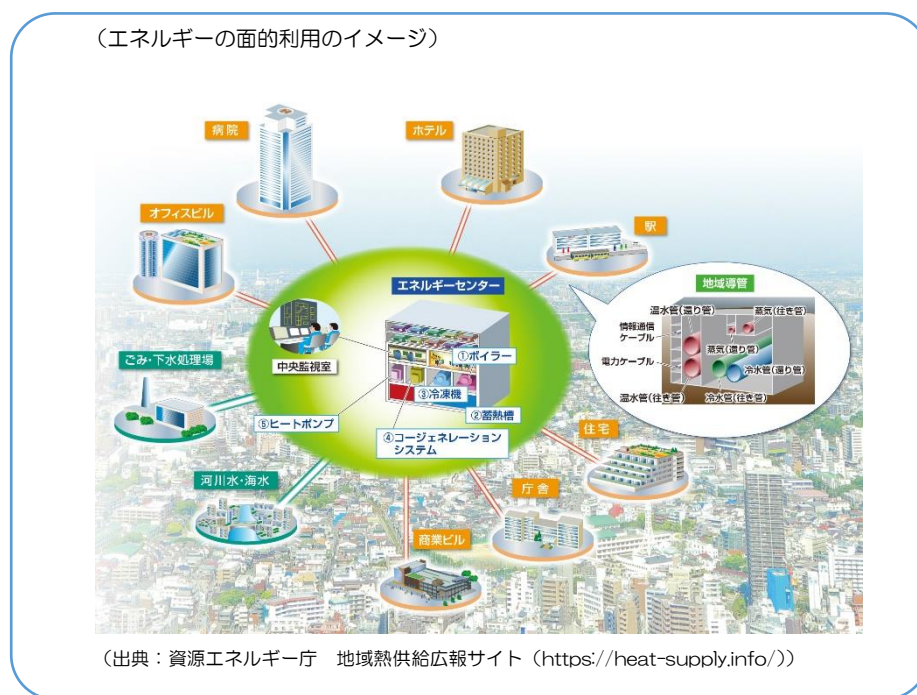 （エネルギーの面的利用のイメージ）
病院
ホテル
オフィスビル
駅
エネルギーセンター
地域導管
温水管(還り管)
蒸気(往き管)
情報通信
ケーブル
蒸気(還り管)
電力ケーブル
冷水管(還り管)
温水管(往き管)
冷水管(往き管)
ごみ・下水処理場
中央監視室
①ボイラー
③冷凍機
②蓄熱槽
⑤ヒートポンプ
④コージェネレーション
システム
住宅
河川水・海水
庁舎
商業ビル
（出典：資源エネルギー庁　地域熱供給広報サイト（https://heat-supply.info/））